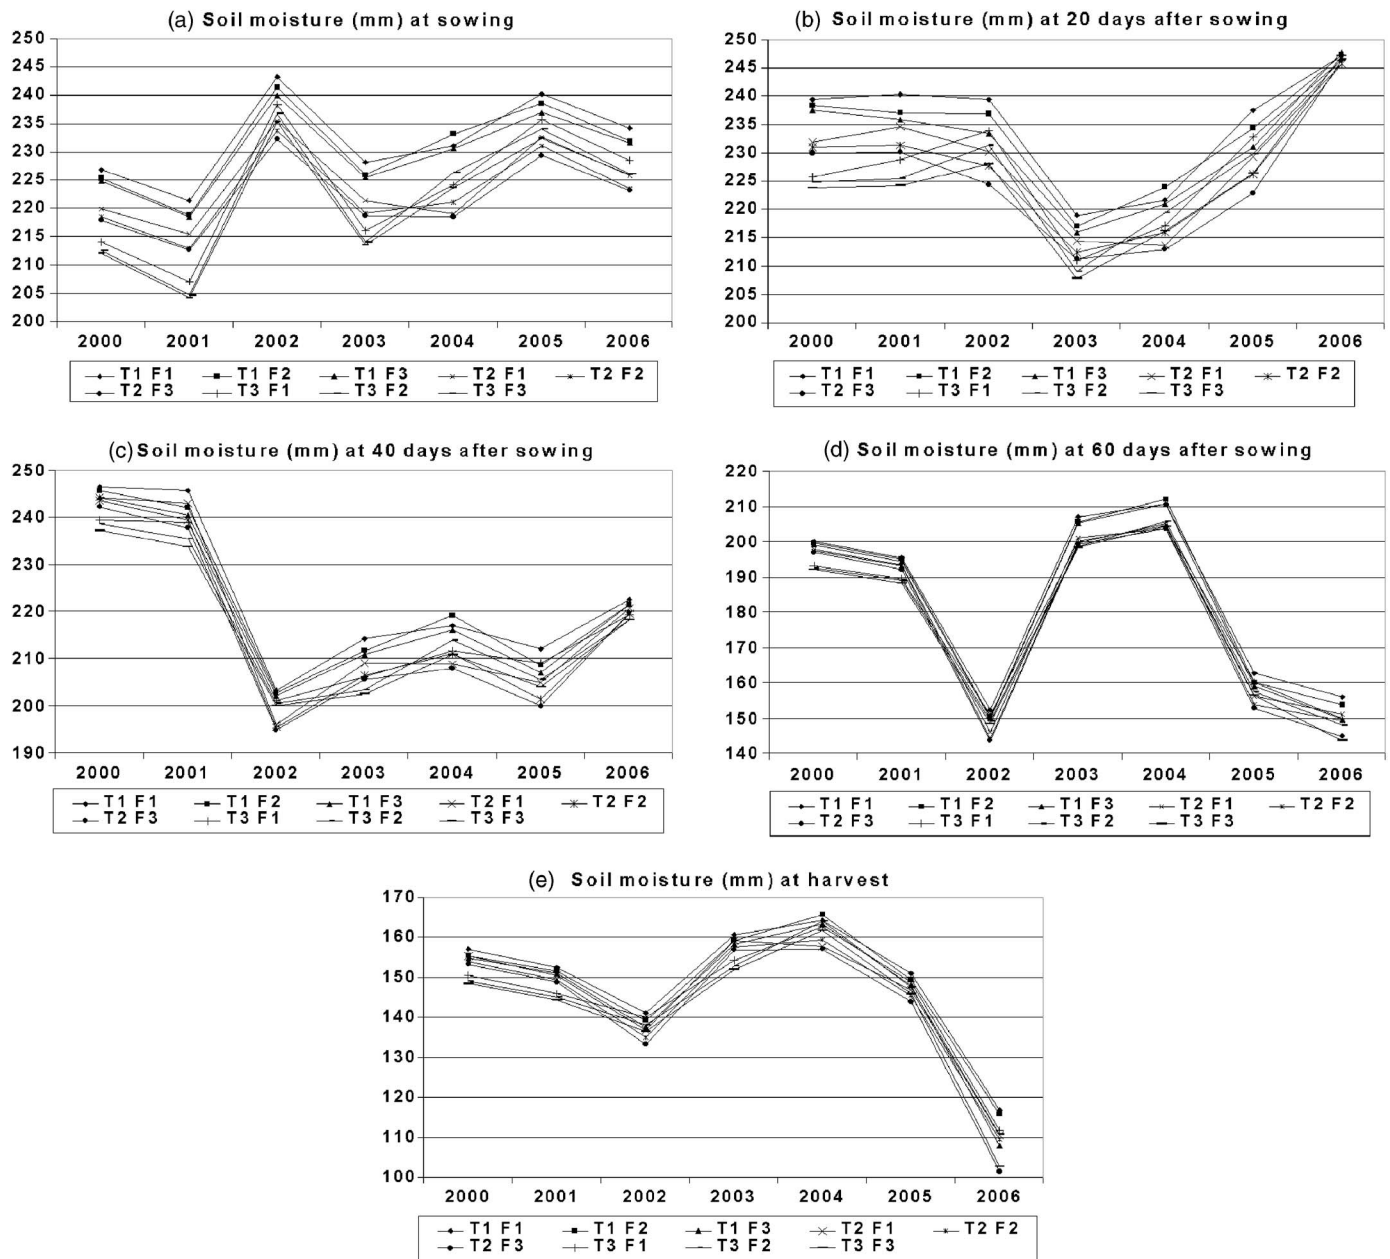 (a) Soil moisture (mm) at sowing
250
245
240
235
230
225
220
215
210
205
200
2000 2001 2002 2003 2004 2005 2006
T1 F1 T1 F2 T1 F3 T2 F1 T2 F2
T2 F3 T3 F1 T3 F2 T3 F3
(b) Soil moisture (mm) at 20 days after sowing
250
245
240
235
230
225
220
215
210
205
200
2000 2001 2002 2003 2004 2005 2006
T1 F1 T1 F2 T1 F3 T2 F1 T2 F2
T2 F3 T3 F1 T3 F2 T3 F3
(c) Soil moisture (mm) at 40 days after sowing
250
240
230
220
210
200
190
2000 2001 2002 2003 2004 2005 2006
T1 F1 T1 F2 T1 F3 T2 F1 T2 F2
T2 F3 T3 F1 T3 F2 T3 F3
(d) Soil moisture (mm) at 60 days after sowing
220
210
200
190
180
170
160
150
140
2000 2001 2002 2003 2004 2005 2006
T1 F1 T1 F2 T1 F3 T2 F1 T2 F2
T2 F3 T3 F1 T3 F2 T3 F3
(e) Soil moisture (mm) at harvest
170
160
150
140
130
120
110
100
2000 2001 2002 2003 2004 2005 2006
T1 F1 T1 F2 T1 F3 T2 F1 T2 F2
T2 F3 T3 F1 T3 F2 T3 F3